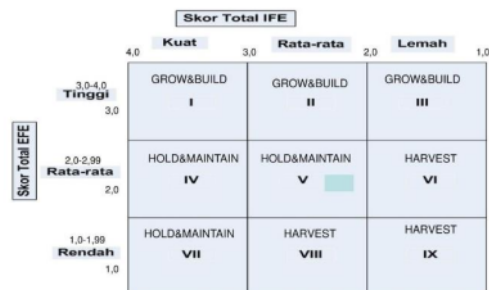 Skor Total IFE
Kuat Rata-rata Lemah
4,0 3,0 2,0 1,0
Skor Total EFE
3,0-4,0
Tinggi
3,0
GROW&BUILD GROW&BUILD GROW&BUILD
I II III
2,0-2,99
Rata-rata
2,0
HOLD&MAINTAIN HOLD&MAINTAIN HARVEST
IV V VI
1,0-1,99
Rendah
1,0
HOLD&MAINTAIN HARVEST HARVEST
VII VIII IX